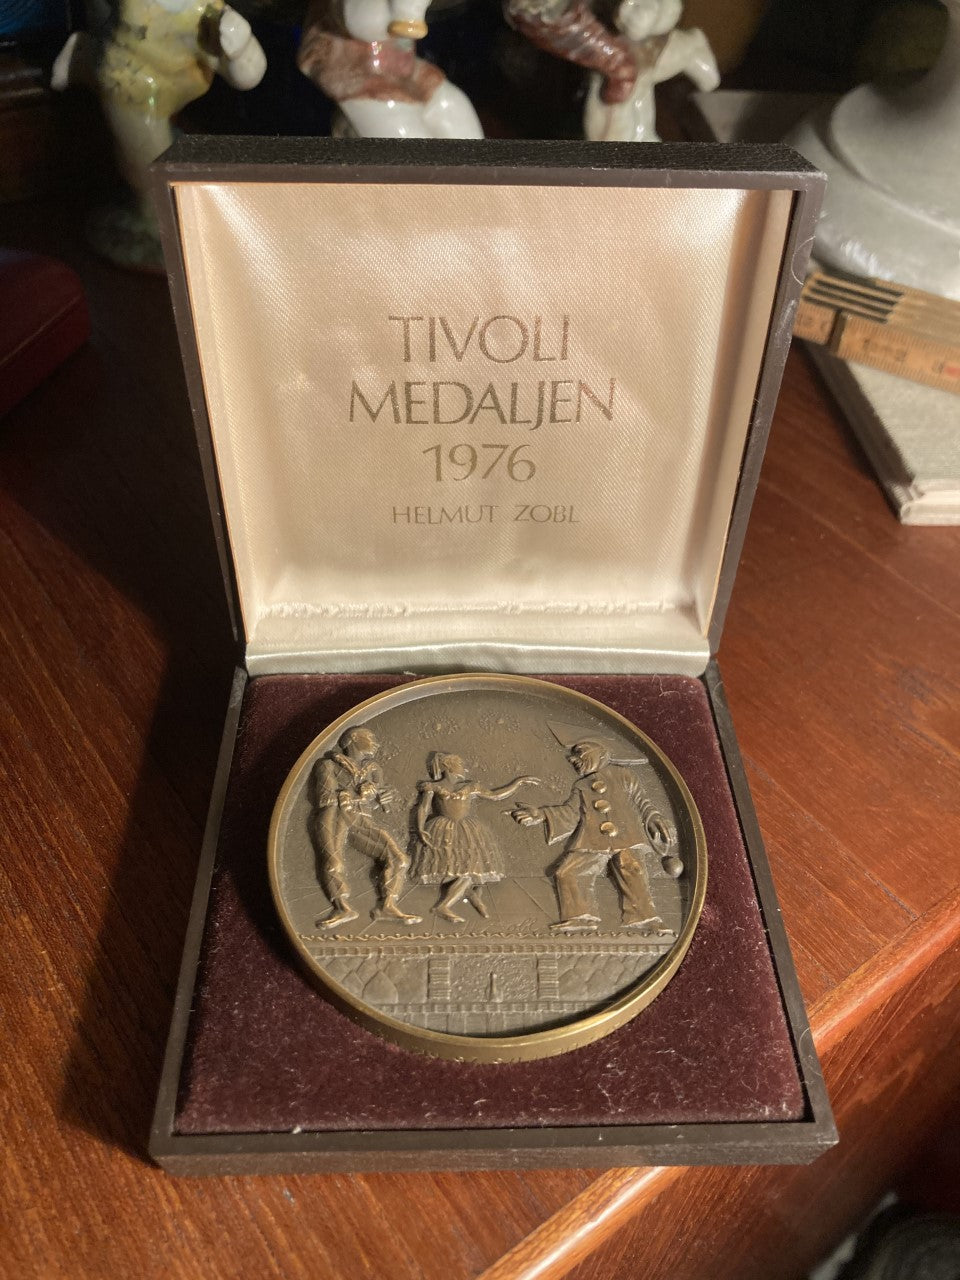 TIVOLI
MEDALJEN
1976
HELMUT ZOBL